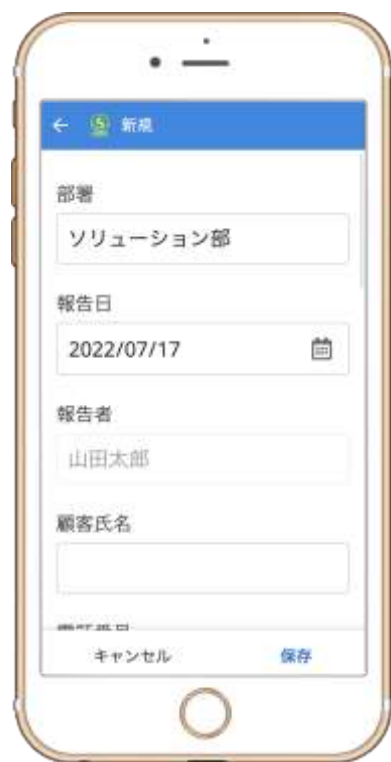 新規
部署
ソリューション部
報告日
2022/07/17
報告者
山田太郎
顧客氏名
キャンセル
保存